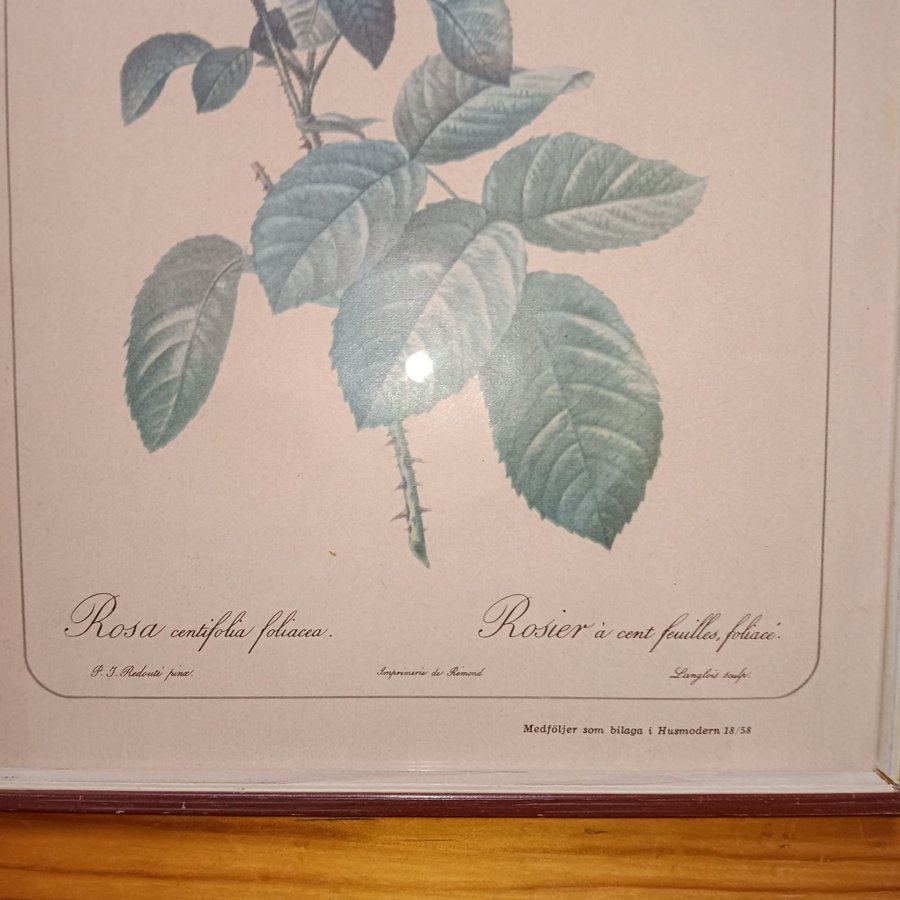 Rosa centifolia foliacea. Rosier à cent feuilles, foliacé.
P. J. Redouté pinx. Imprimerie de Rémond Langlois sculp.
Medföljer som bilaga i Husmodern 18/58